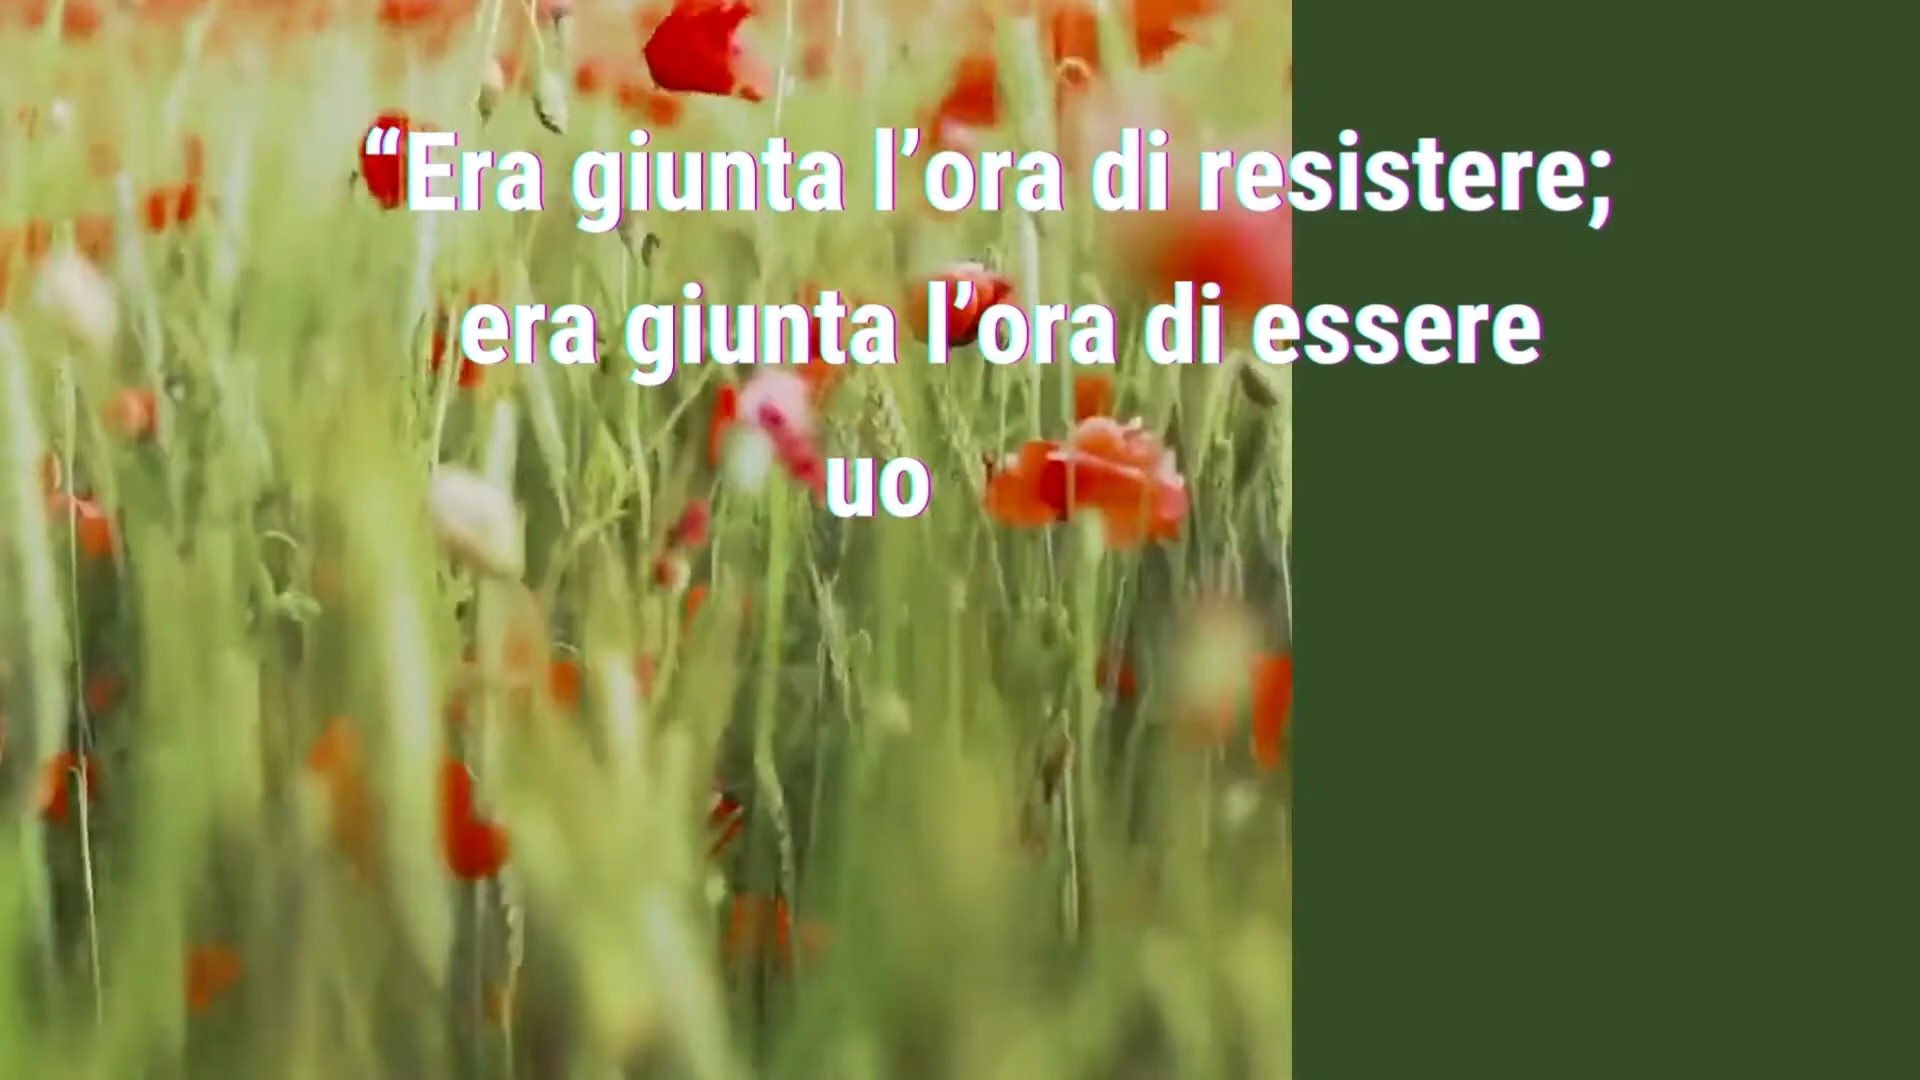 “Era giunta l’ora di resistere;
era giunta l’ora di essere
uo